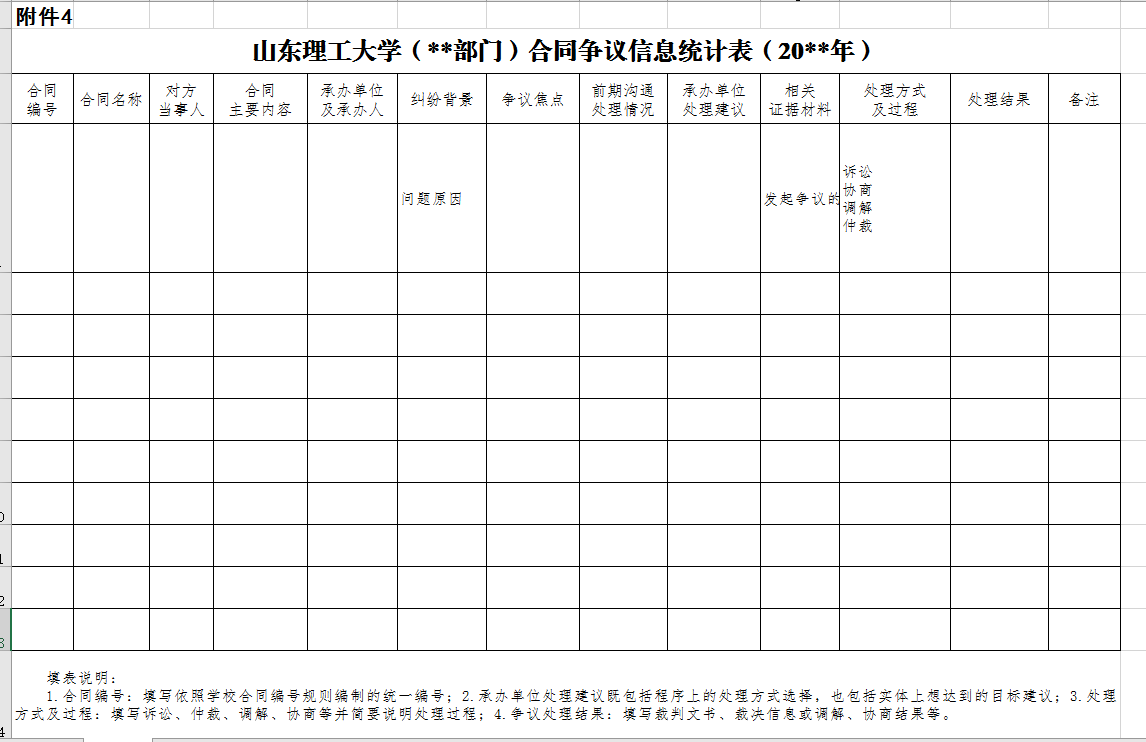 附件4
山东理工大学（**部门）合同争议信息统计表（20**年）
合同
编号
合同名称
对方
当事人
合同
主要内容
承办单位
及承办人
纠纷背景
争议焦点
前期沟通
处理情况
承办单位
处理建议
相关
证据材料
处理方式
及过程
处理结果
备注
问题原因
发起争议的
诉讼
协商
调解
仲裁
填表说明：
1.合同编号：填写依照学校合同编号规则编制的统一编号；2.承办单位处理建议既包括程序上的处理方式选择，也包括实体上想达到的目标建议；3.处理
方式及过程：填写诉讼、仲裁、调解、协商等并简要说明处理过程；4.争议处理结果：填写裁判文书、裁决信息或调解、协商结果等。